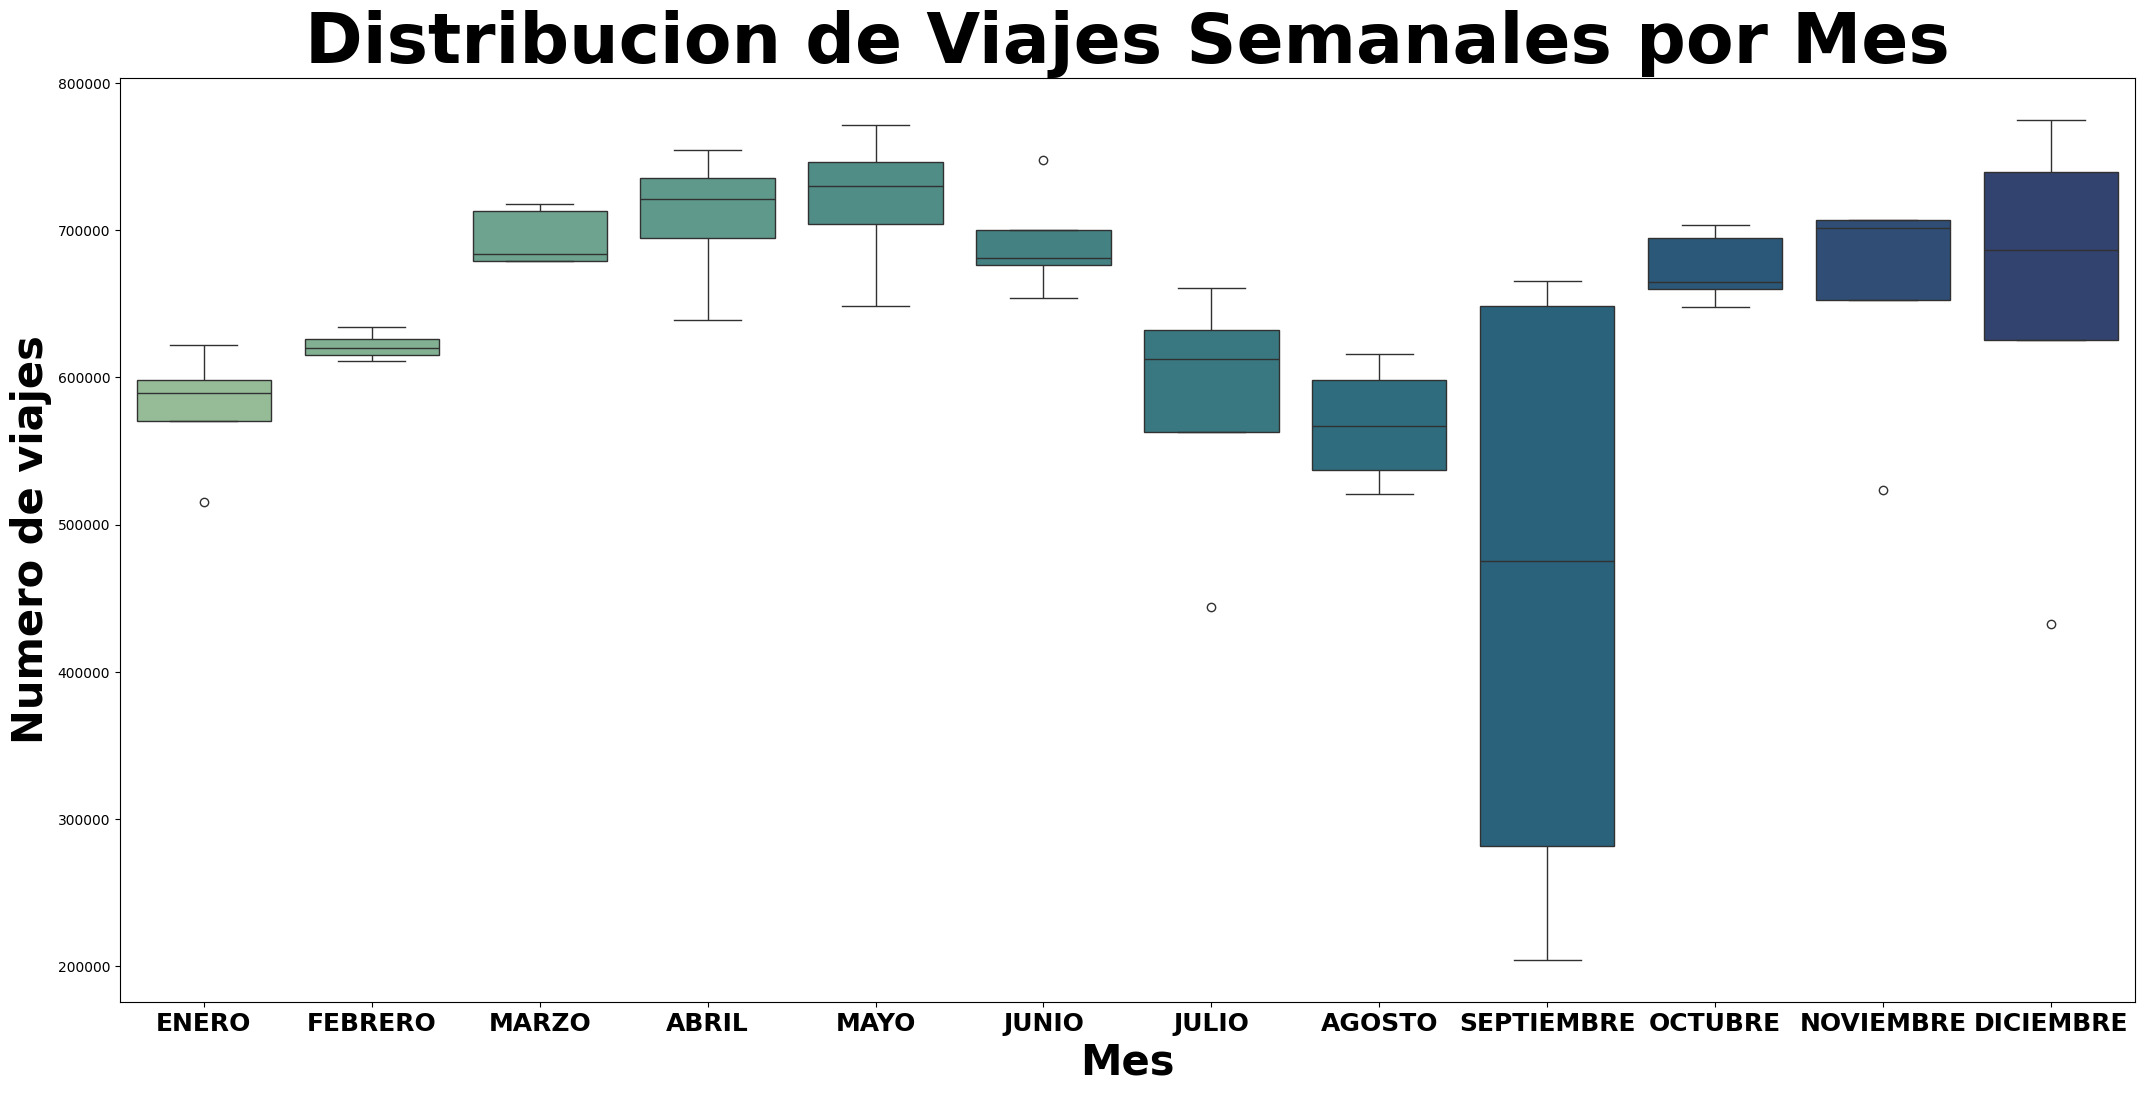 Distribucion de Viajes Semanales por Mes
Numero de viajes
800000
700000
600000
500000
400000
300000
200000
ENERO FEBRERO MARZO ABRIL MAYO JUNIO JULIO AGOSTO SEPTIEMBRE OCTUBRE NOVIEMBRE DICIEMBRE
Mes